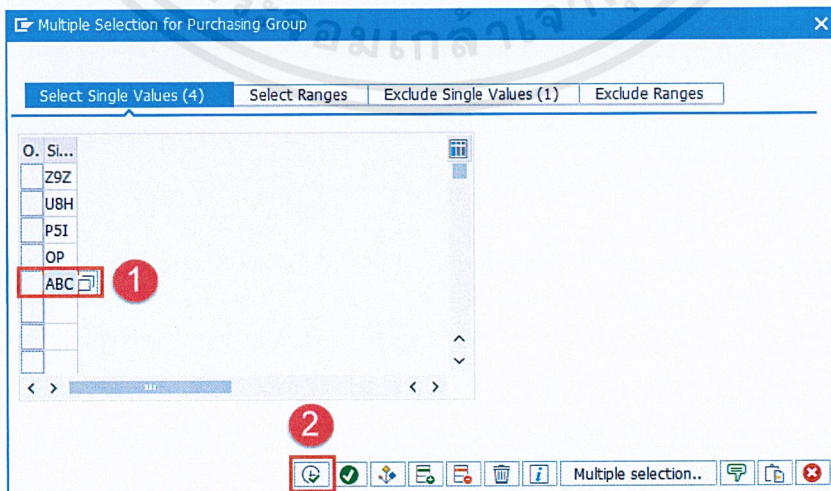 Multiple Selection for Purchasing Group
Select Single Values (4) Select Ranges Exclude Single Values (1) Exclude Ranges
O. Si...
Z9Z
U8H
P5I
OP
ABC 1
2
Multiple selection..